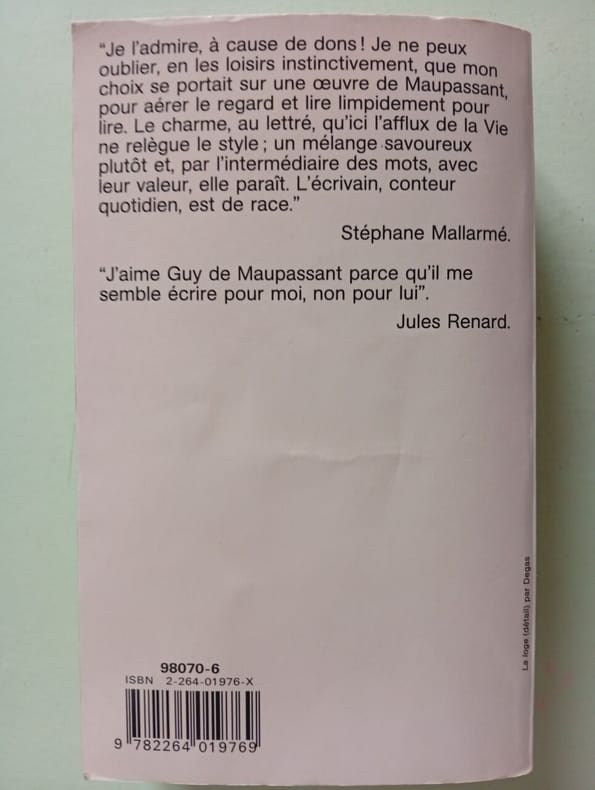 “Je l’admire, à cause de dons ! Je ne peux
oublier, en les loisirs instinctivement, que mon
choix se portait sur une œuvre de Maupassant,
pour aérer le regard et lire limpidement pour
lire. Le charme, au lettré, qu’ici l’afflux de la Vie
ne relègue le style ; un mélange savoureux
plutôt et, par l’intermédiaire des mots, avec
leur valeur, elle paraît. L’écrivain, conteur
quotidien, est de race.”
Stéphane Mallarmé.
“J’aime Guy de Maupassant parce qu’il me
semble écrire pour moi, non pour lui”.
Jules Renard.
La loge (détail) par Degas
98070-6
ISBN 2-264-01976-X
9 782264 019769